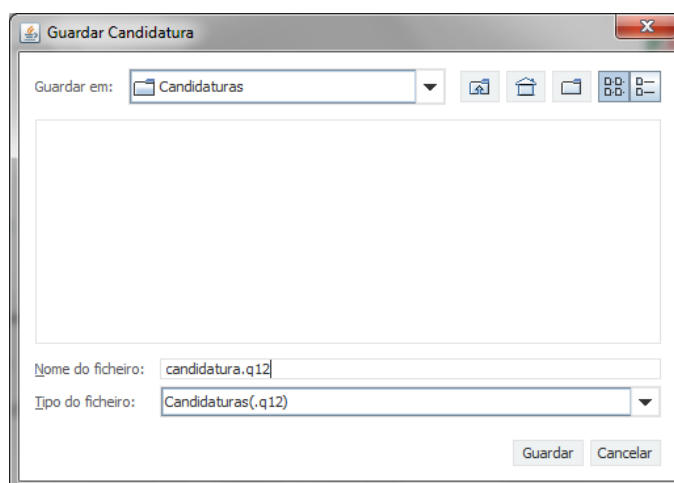 Guardar Candidatura
Guardar em: Candidaturas
Nome do ficheiro: candidatura.q12
Tipo do ficheiro: Candidaturas(.q12)
Guardar Cancelar